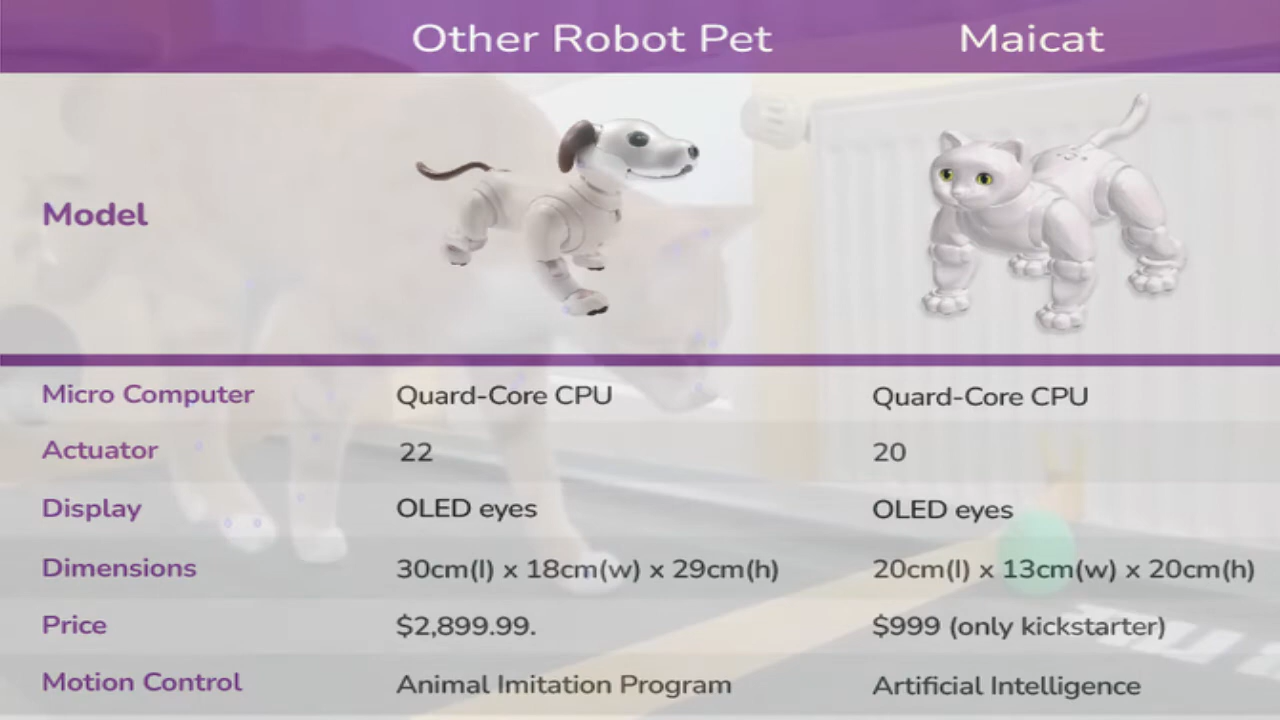 Other Robot Pet Maicat
Model
Micro Computer Quard-Core CPU Quard-Core CPU
Actuator 22 20
Display OLED eyes OLED eyes
Dimensions 30cm(l) x 18cm(w) x 29cm(h) 20cm(l) x 13cm(w) x 20cm(h)
Price $2,899.99. $999 (only kickstarter)
Motion Control Animal Imitation Program Artificial Intelligence